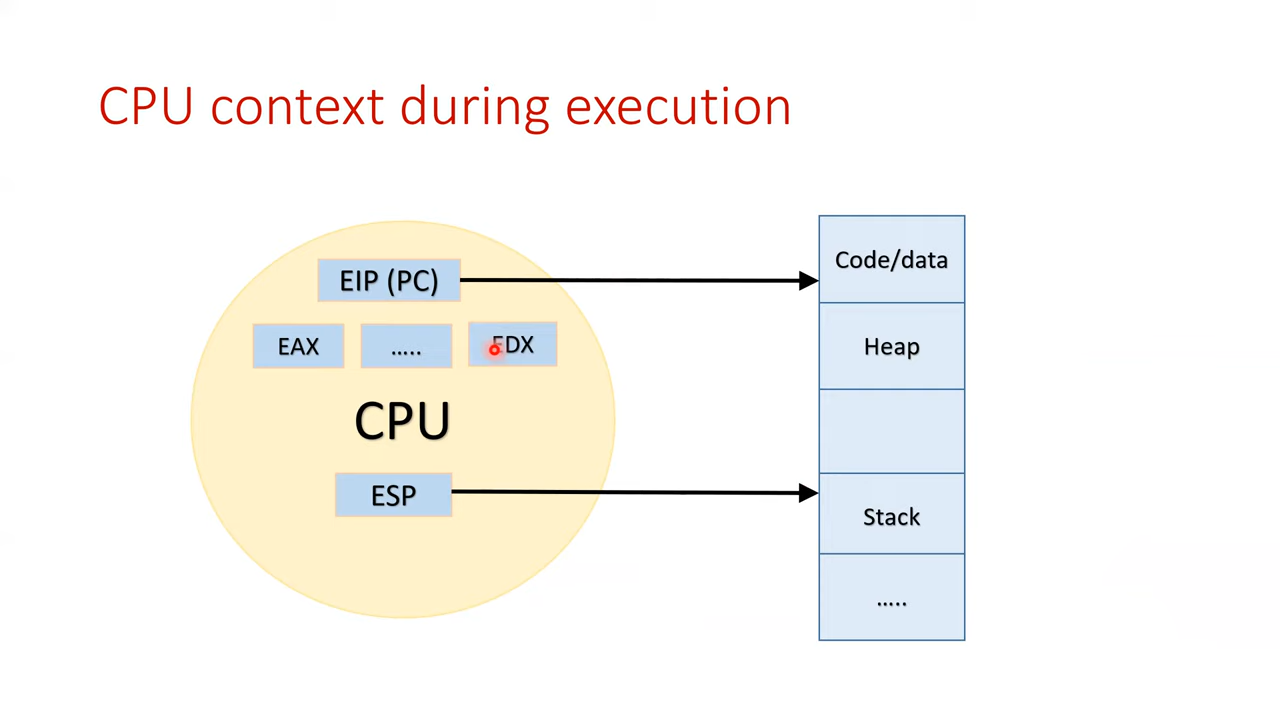 CPU context during execution
EIP (PC)
EAX
.....
EDX
CPU
ESP
Code/data
Heap
Stack
.....